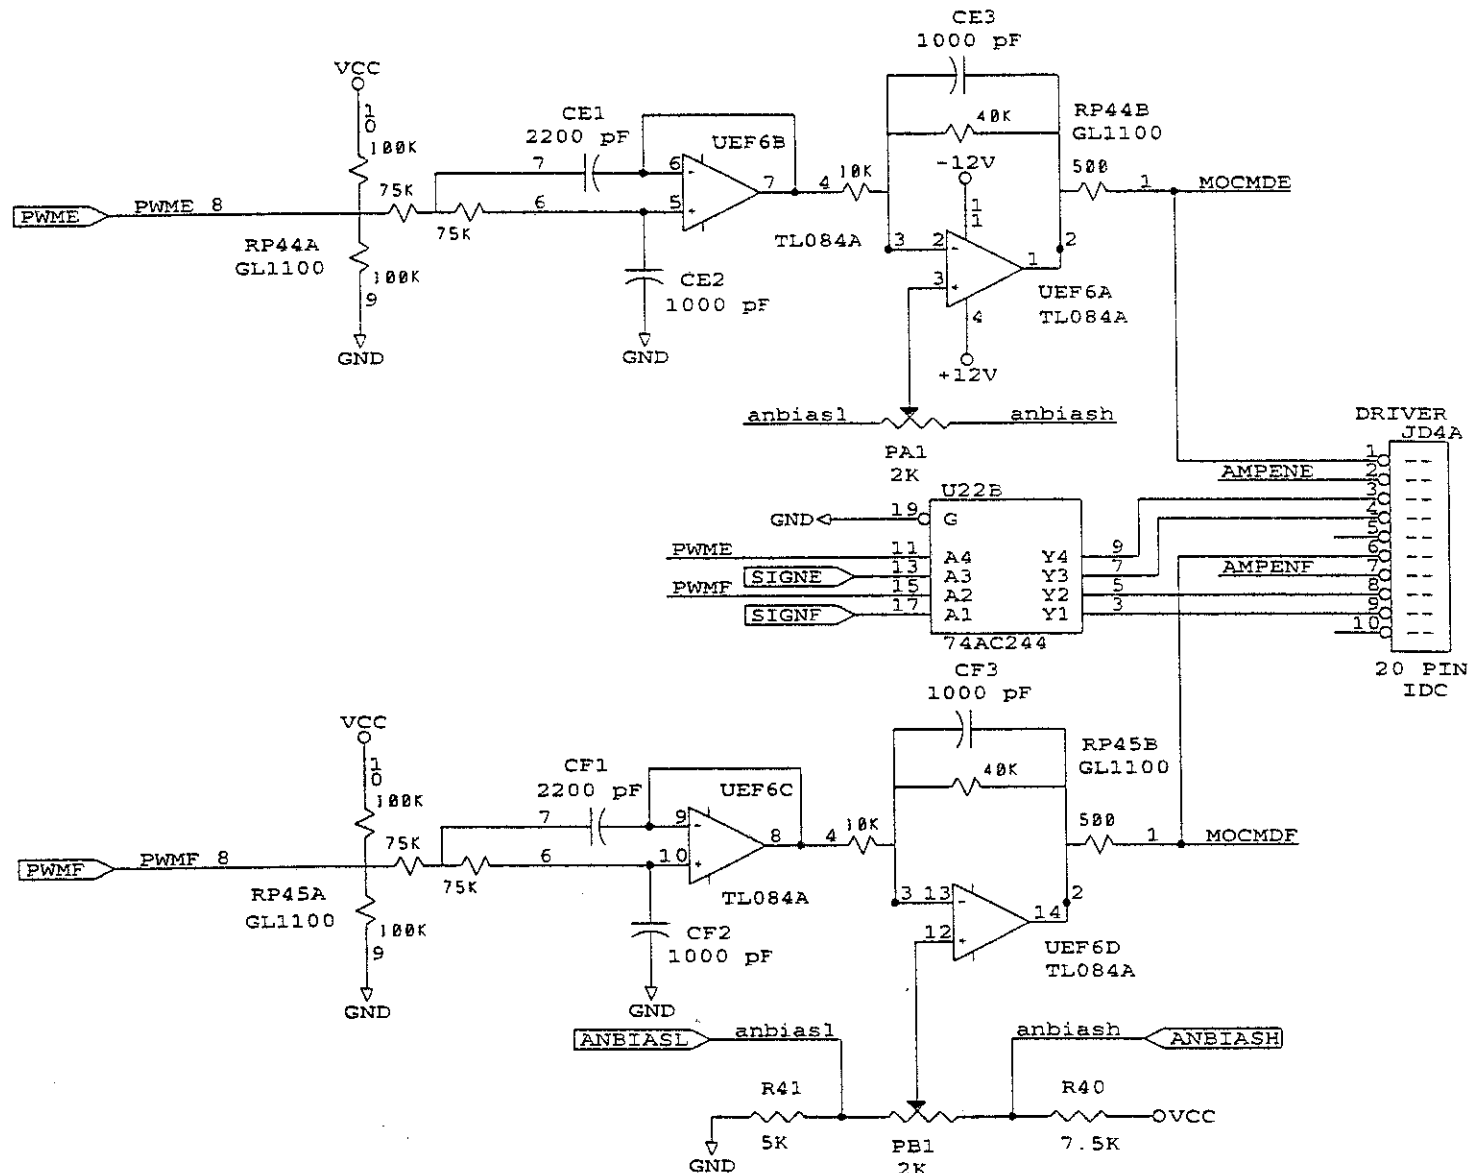 CE3
1000 pF
VCC
10
100K
CE1
2200 pF
7
UEF6B
6
-
5
+
7
4
10K
40K
RP44B
GL1100
-12V
11
500
1
MOCMDE
PWME
PWME
8
75K
75K
6
RP44A
GL1100
100K
9
GND
CE2
1000 pF
GND
TL084A
3
2
-
3
+
1
2
4
UEF6A
TL084A
+12V
anbiasl
anbiash
PA1
2K
DRIVER
JD4A
1
2
3
4
5
6
7
8
9
10
--
--
--
--
--
--
--
--
--
--
AMPENE
AMPENF
20 PIN
IDC
U22B
GND
19
G
PWME
11
A4
Y4
9
SIGNE
13
A3
Y3
7
PWMF
15
A2
Y2
5
SIGNF
17
A1
Y1
3
74AC244
CF3
1000 pF
VCC
10
100K
CF1
2200 pF
7
UEF6C
9
-
10
+
8
4
10K
40K
RP45B
GL1100
500
1
MOCMDF
PWMF
PWMF
8
75K
75K
6
RP45A
GL1100
100K
9
GND
CF2
1000 pF
GND
TL084A
3
13
-
12
+
14
2
UEF6D
TL084A
ANBIASL
anbiasl
anbiash
ANBIASH
R41
5K
GND
PB1
2K
R40
7.5K
VCC